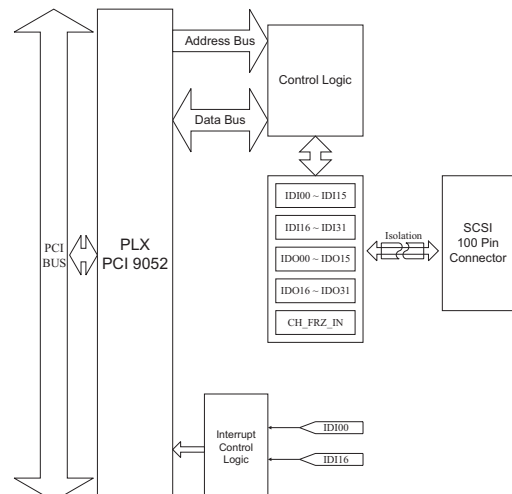 Address Bus
Control Logic
Data Bus
IDI00 ~ IDI15
IDI16 ~ IDI31
IDO00 ~ IDO15
IDO16 ~ IDO31
CH_FRZ_IN
Isolation
SCSI
100 Pin
Connector
PCI
BUS
PLX
PCI 9052
Interrupt
Control
Logic
IDI00
IDI16